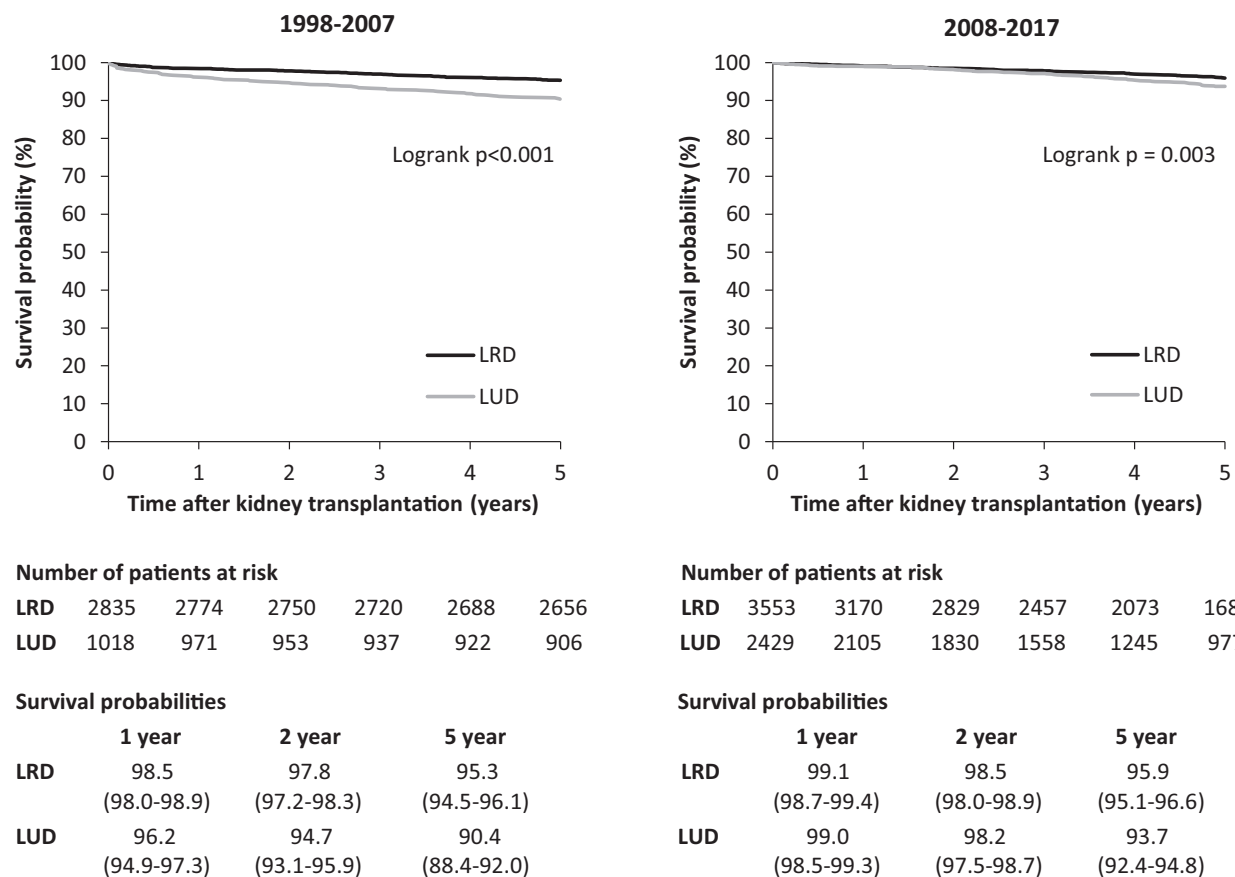 1998-2007
100
90
80
70
60
50
40
30
20
10
0
Survival probability (%)
Logrank p<0.001
LRD
LUD
0 1 2 3 4 5
Time after kidney transplantation (years)
Number of patients at risk
LRD 2835 2774 2750 2720 2688 2656
LUD 1018 971 953 937 922 906
Survival probabilities
1 year 2 year 5 year
LRD 98.5 97.8 95.3
(98.0-98.9) (97.2-98.3) (94.5-96.1)
LUD 96.2 94.7 90.4
(94.9-97.3) (93.1-95.9) (88.4-92.0)
2008-2017
100
90
80
70
60
50
40
30
20
10
0
Survival probability (%)
Logrank p = 0.003
LRD
LUD
0 1 2 3 4 5
Time after kidney transplantation (years)
Number of patients at risk
LRD 3553 3170 2829 2457 2073
LUD 2429 2105 1830 1558 1245
Survival probabilities
1 year 2 year 5 year
LRD 99.1 98.5 95.9
(98.7-99.4) (98.0-98.9) (95.1-96.6)
LUD 99.0 98.2 93.7
(98.5-99.3) (97.5-98.7) (92.4-94.8)